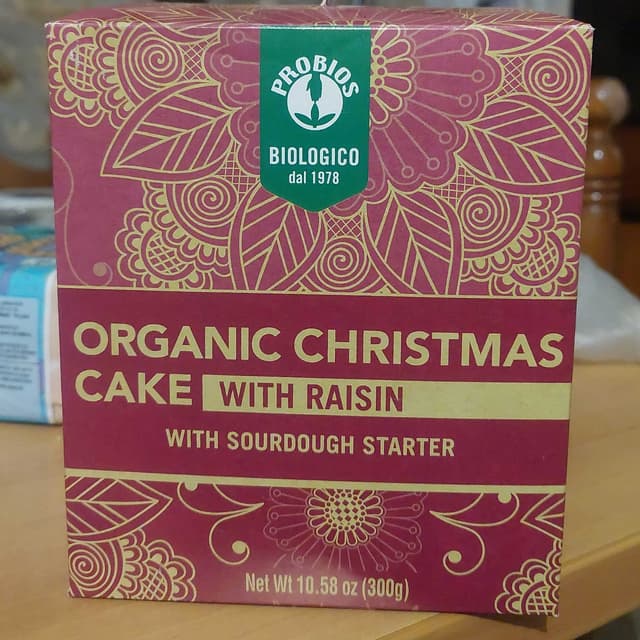 PROBIOS
BIOLOGICO
dal 1978
ORGANIC CHRISTMAS
CAKE WITH RAISIN
WITH SOURDOUGH STARTER
Net Wt 10.58 oz (300g)